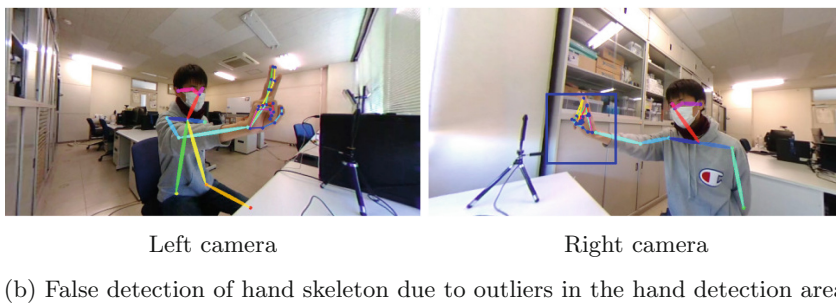 Left camera
Right camera
(b) False detection of hand skeleton due to outliers in the hand detection area